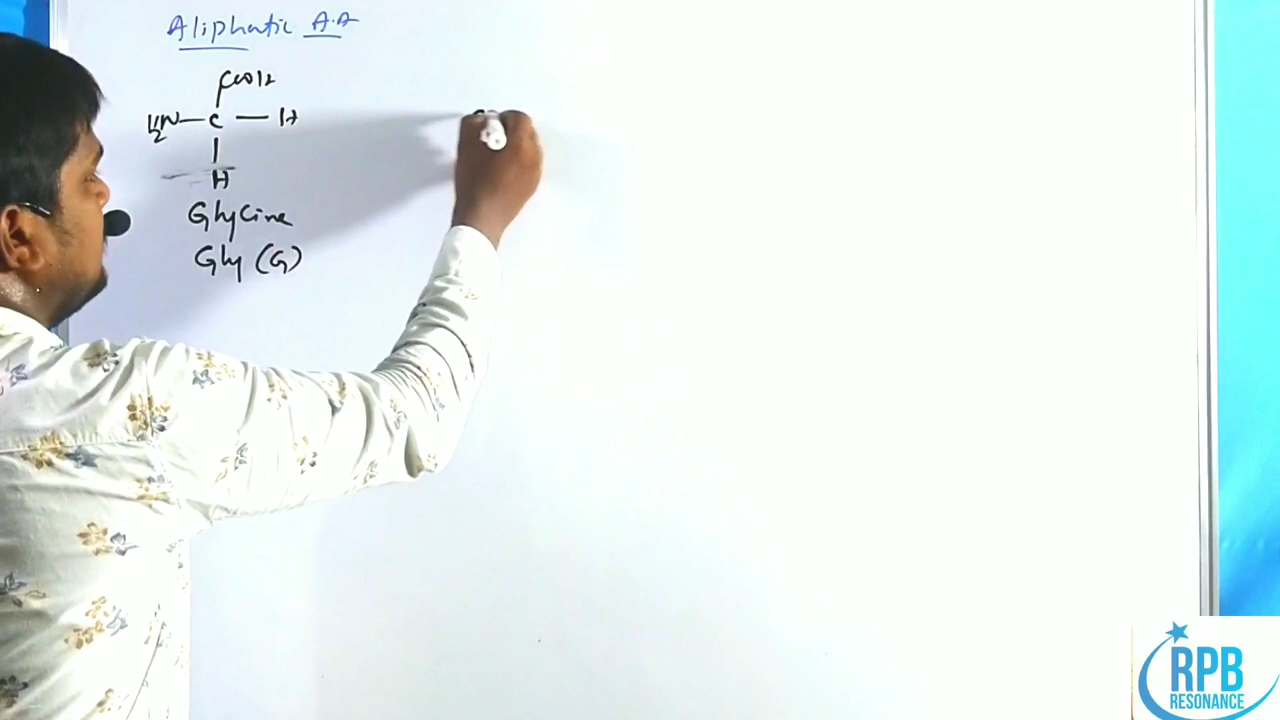 Aliphatic A.A
COOH
H2N — C — H
H
Glycine
Gly (G)
RPB
RESONANCE